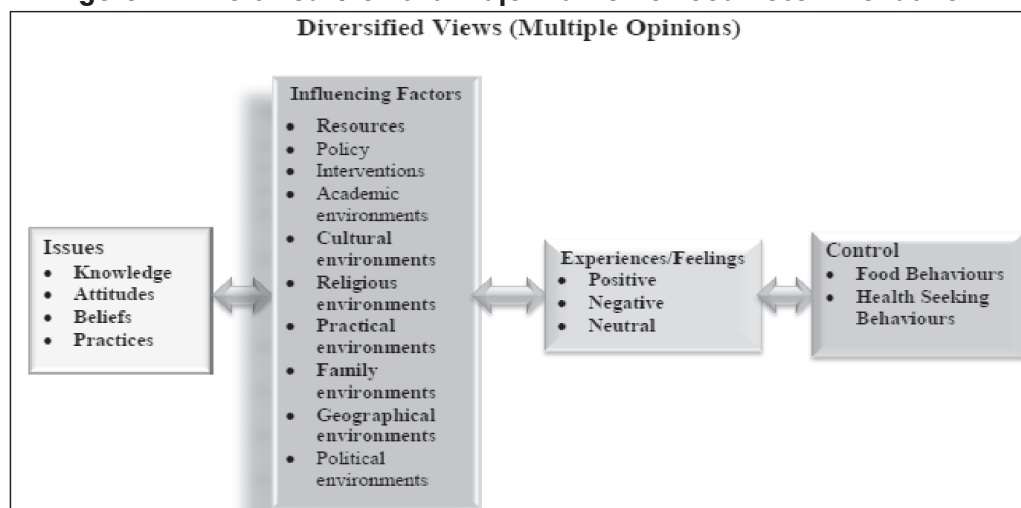 Diversified Views (Multiple Opinions)
Influencing Factors
• Resources
• Policy
• Interventions
• Academic
environments
• Cultural
environments
• Religious
environments
• Practical
environments
• Family
environments
• Geographical
environments
• Political
environments
Issues
• Knowledge
• Attitudes
• Beliefs
• Practices
Experiences/Feelings
• Positive
• Negative
• Neutral
Control
• Food Behaviours
• Health Seeking
Behaviours